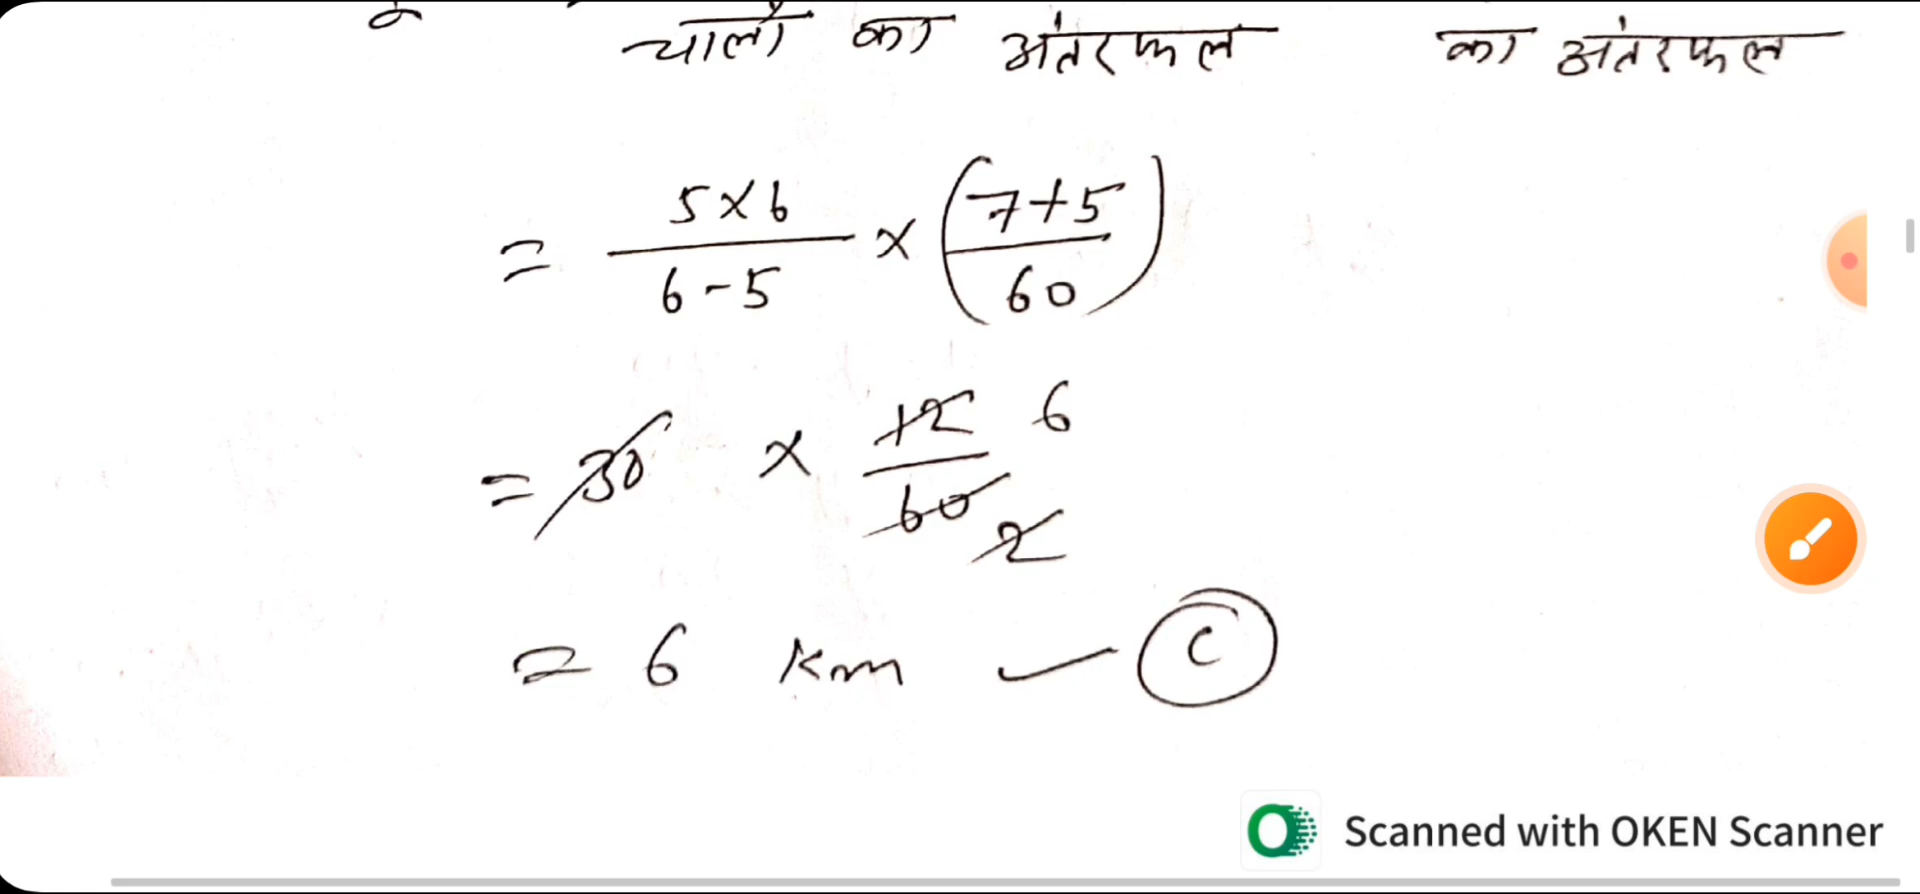 चालों का अंतरफल का अंतरफल
= 5×6 / 6-5 × (7+5 / 60)
= 30 × 12 / 60 6
2
= 6 km — C
Scanned with OKEN Scanner